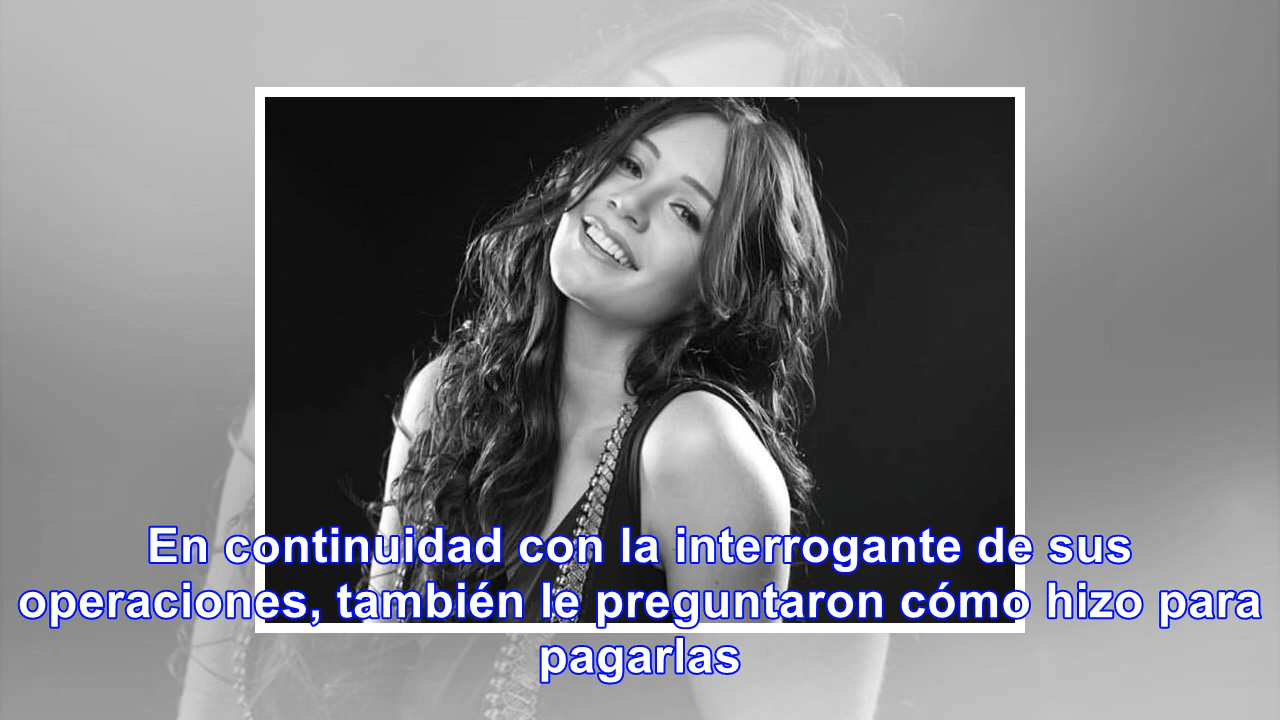 En continuidad con la interrogante de sus
operaciones, también le preguntaron cómo hizo para
pagarlas